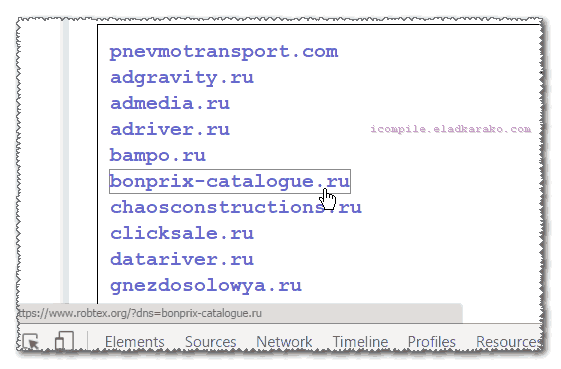 pnevmotransport.com
adgravity.ru
admedia.ru
adriver.ru
icompile.eladkarako.com
bampo.ru
bonprix-catalogue.ru
chaosconstructions.ru
clicksale.ru
datariver.ru
gnezdosolowya.ru
ttps://www.robtex.org/?dns=bonprix-catalogue.ru
Elements Sources Network Timeline Profiles Resources